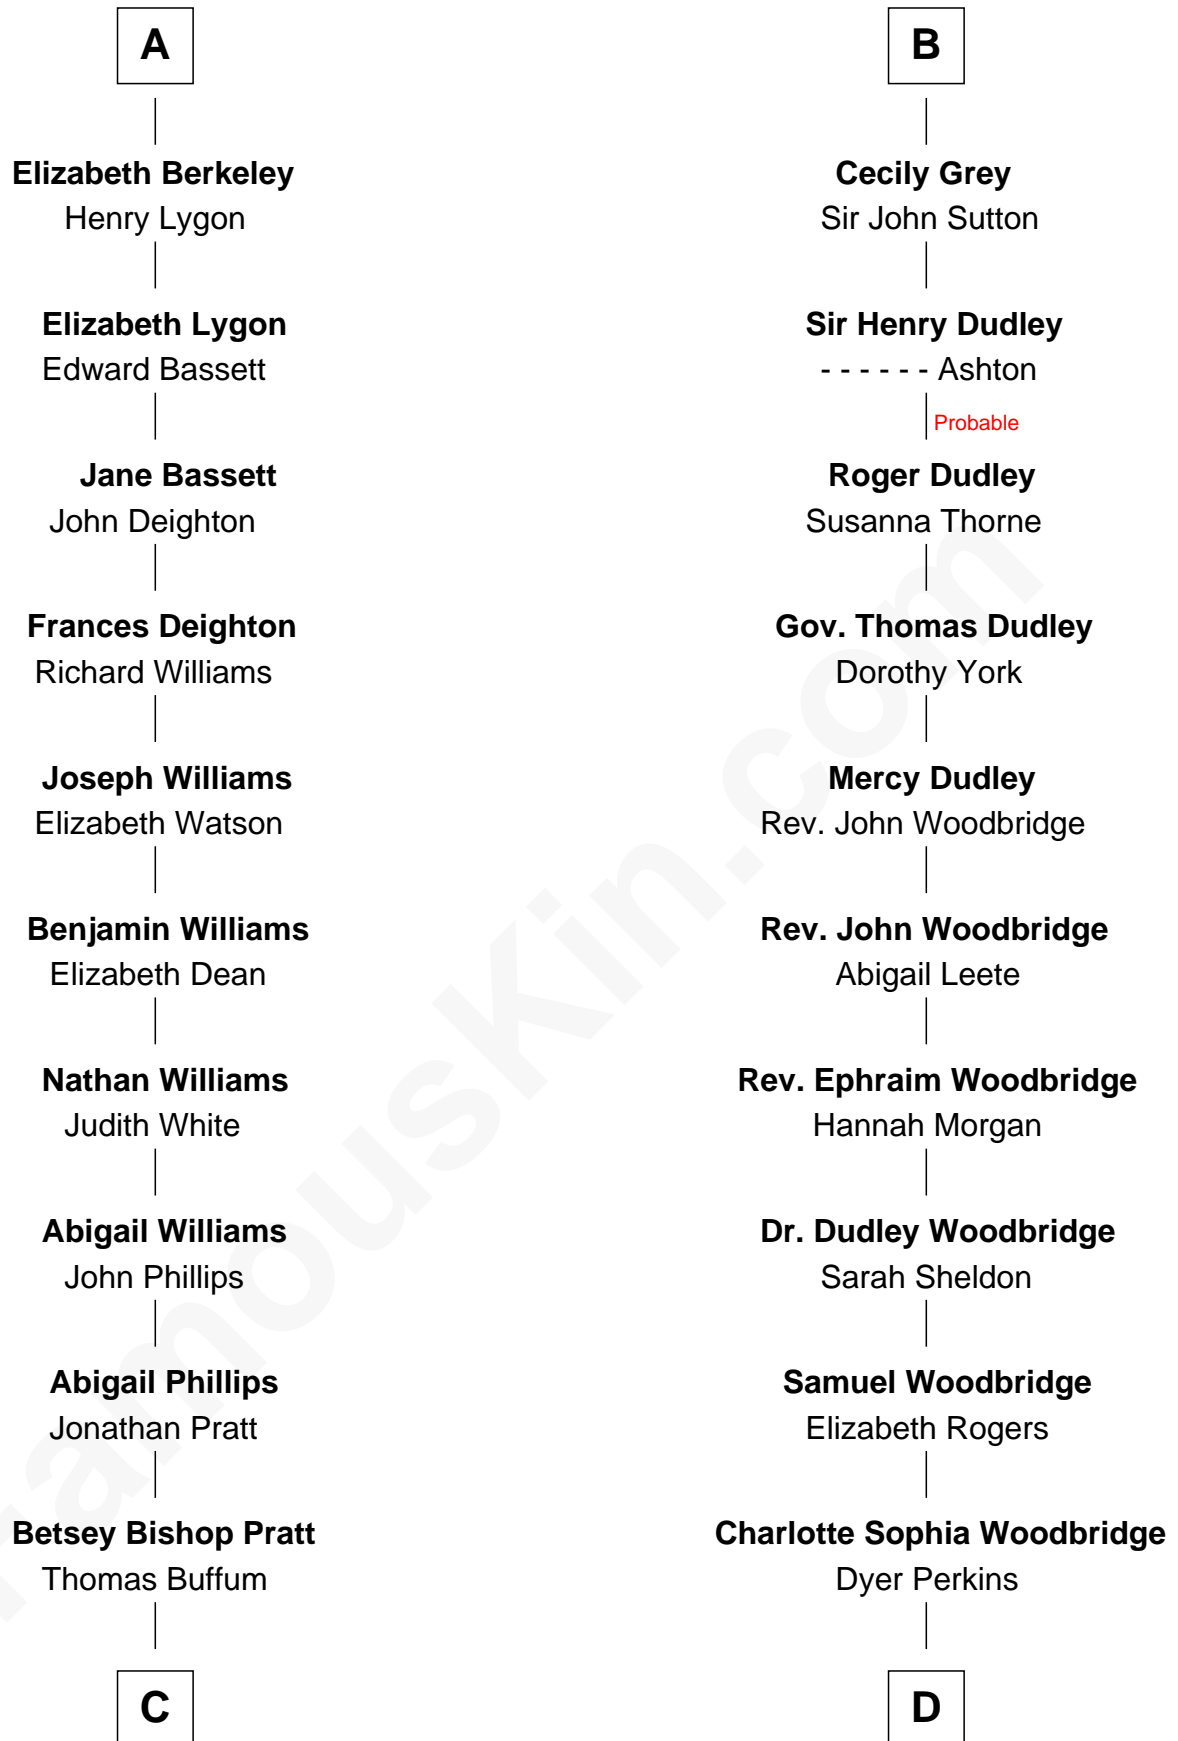 A
Elizabeth Berkeley
Henry Lygon
Elizabeth Lygon
Edward Bassett
Jane Bassett
John Deighton
Frances Deighton
Richard Williams
Joseph Williams
Elizabeth Watson
Benjamin Williams
Elizabeth Dean
Nathan Williams
Judith White
Abigail Williams
John Phillips
Abigail Phillips
Jonathan Pratt
Betsey Bishop Pratt
Thomas Buffum
C
B
Cecily Grey
Sir John Sutton
Sir Henry Dudley
- - - - - - Ashton
Probable
Roger Dudley
Susanna Thorne
Gov. Thomas Dudley
Dorothy York
Mercy Dudley
Rev. John Woodbridge
Rev. John Woodbridge
Abigail Leete
Rev. Ephraim Woodbridge
Hannah Morgan
Dr. Dudley Woodbridge
Sarah Sheldon
Samuel Woodbridge
Elizabeth Rogers
Charlotte Sophia Woodbridge
Dyer Perkins
D
FamousKin.com